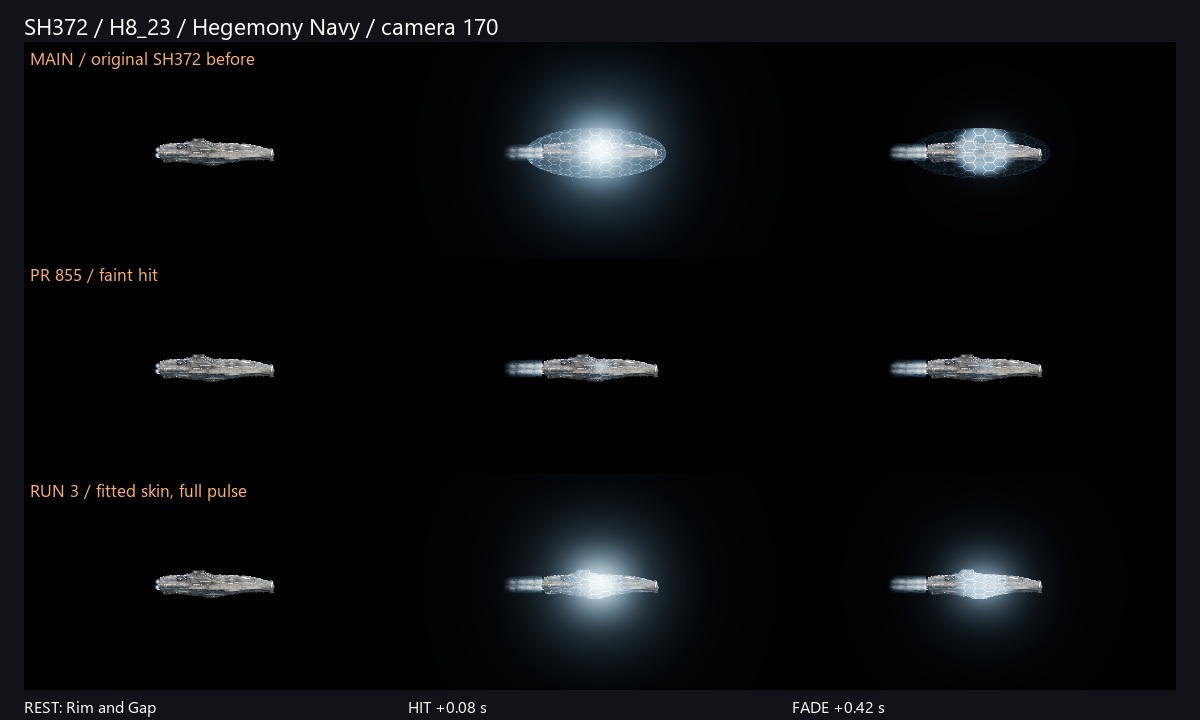 SH372 / H8_23 / Hegemony Navy / camera 170
MAIN / original SH372 before
PR 855 / faint hit
RUN 3 / fitted skin, full pulse
REST: Rim and Gap
HIT +0.08 s
FADE +0.42 s